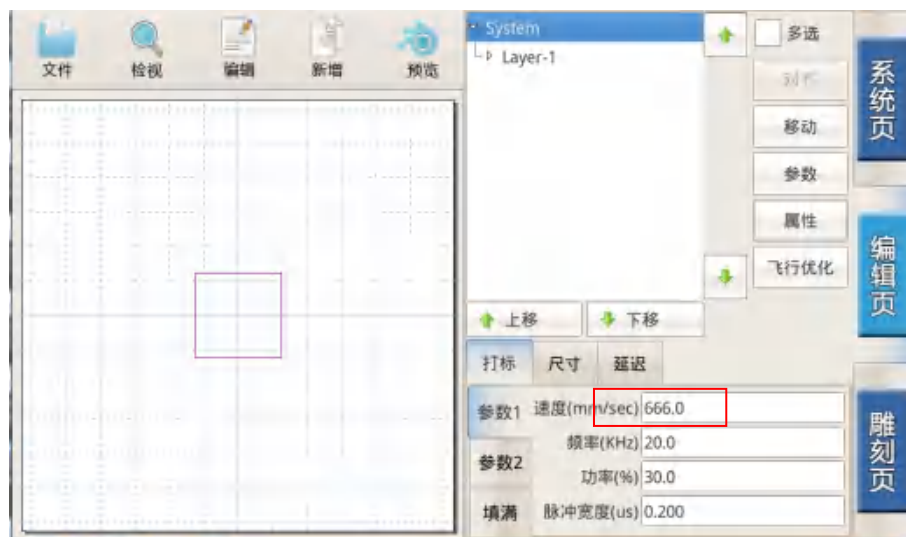 文件 检视 编辑 新增 预览
System
Layer-1
多选
对齐
移动
参数
属性
飞行优化
上移 下移
打标 尺寸 延迟
参数1 速度(mm/sec) 666.0
频率(KHz) 20.0
参数2
功率(%) 30.0
填满 脉冲宽度(us) 0.200
系统页
编辑页
雕刻页